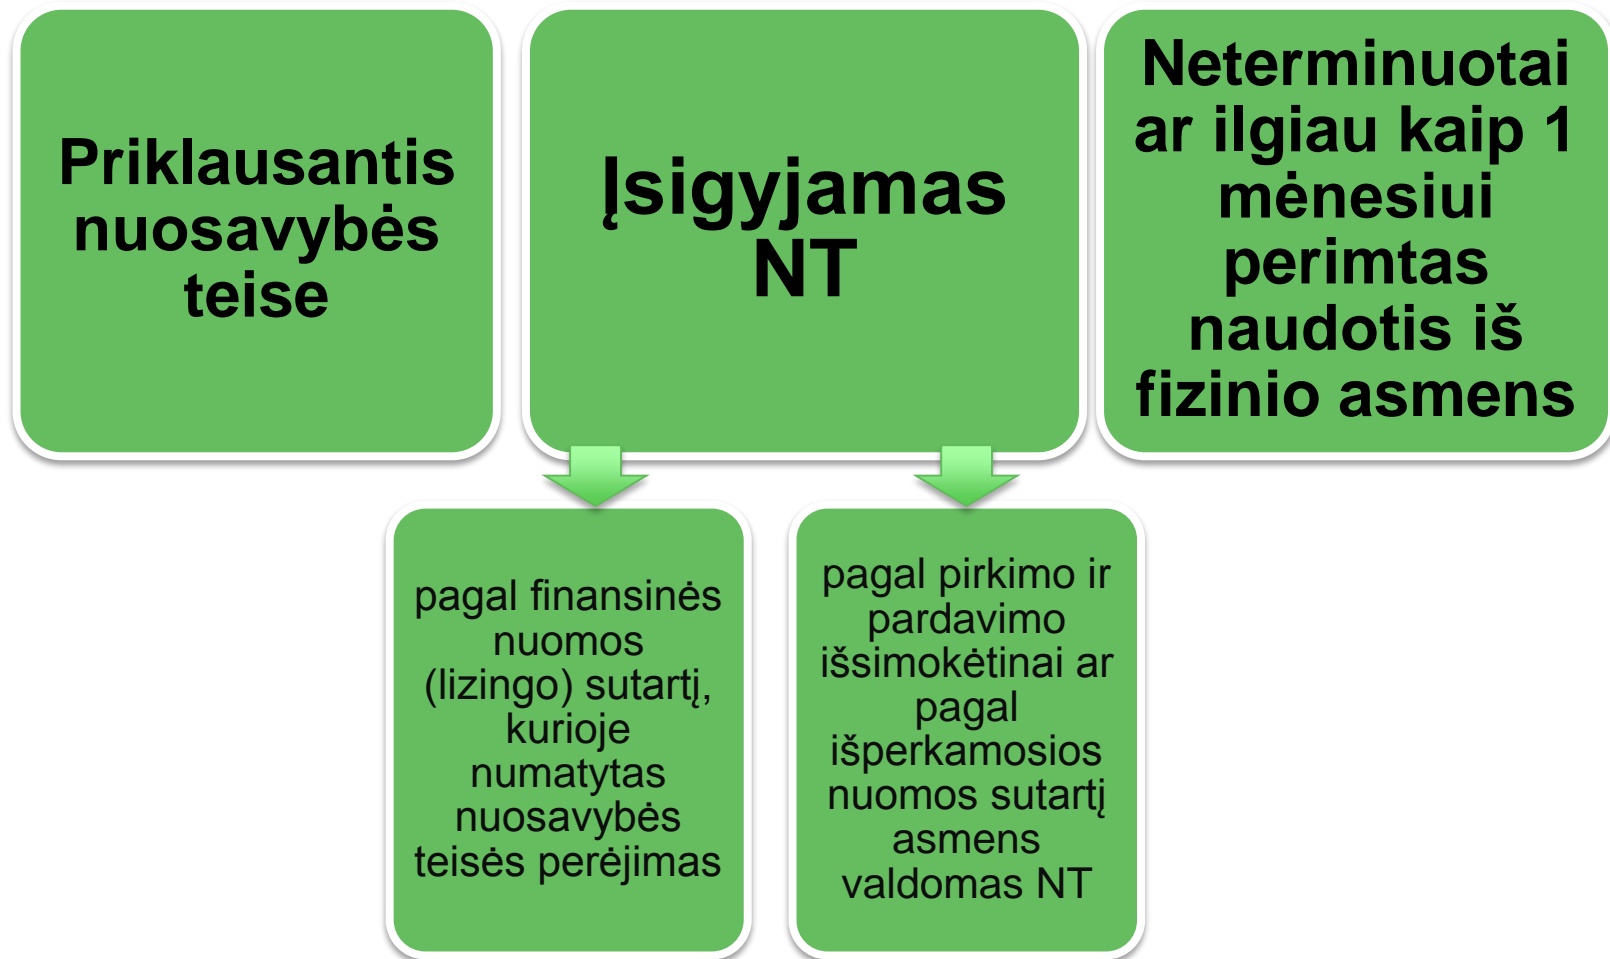 Priklausantis
nuosavybės
teise
Įsigyjamas
NT
Neterminuotai
ar ilgiau kaip 1
mėnesiui
perimtas
naudotis iš
fizinio asmens
pagal finansinės
nuomos
(lizingo) sutartį,
kurioje
numatytas
nuosavybės
teisės perėjimas
pagal pirkimo ir
pardavimo
išsimokėtinai ar
pagal
išperkamosios
nuomos sutartį
asmens
valdomas NT